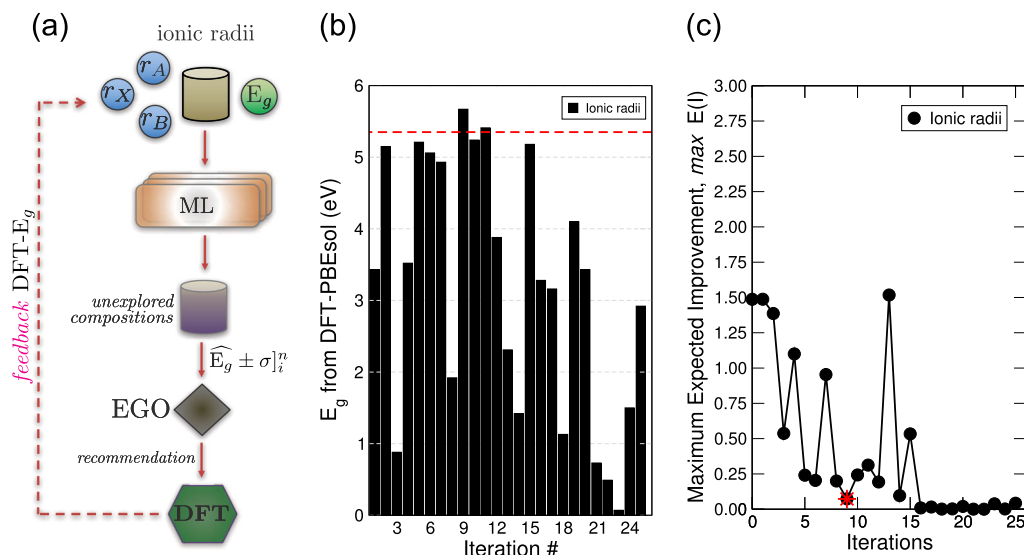 (a)
ionic radii
r_A
r_X
E_g
r_B
ML
unexplored
compositions
\widehat{E_g} ± σ]_i^n
EGO
recommendation
DFT
feedback DFT-E_g
(b)
E_g from DFT-PBEsol (eV)
Ionic radii
6
5
4
3
2
1
0
3 6 9 12 15 18 21 24
Iteration #
(c)
Maximum Expected Improvement, max E(I)
Ionic radii
3.00
2.75
2.50
2.25
2.00
1.75
1.50
1.25
1.00
0.75
0.50
0.25
0.00
0 5 10 15 20 25
Iterations